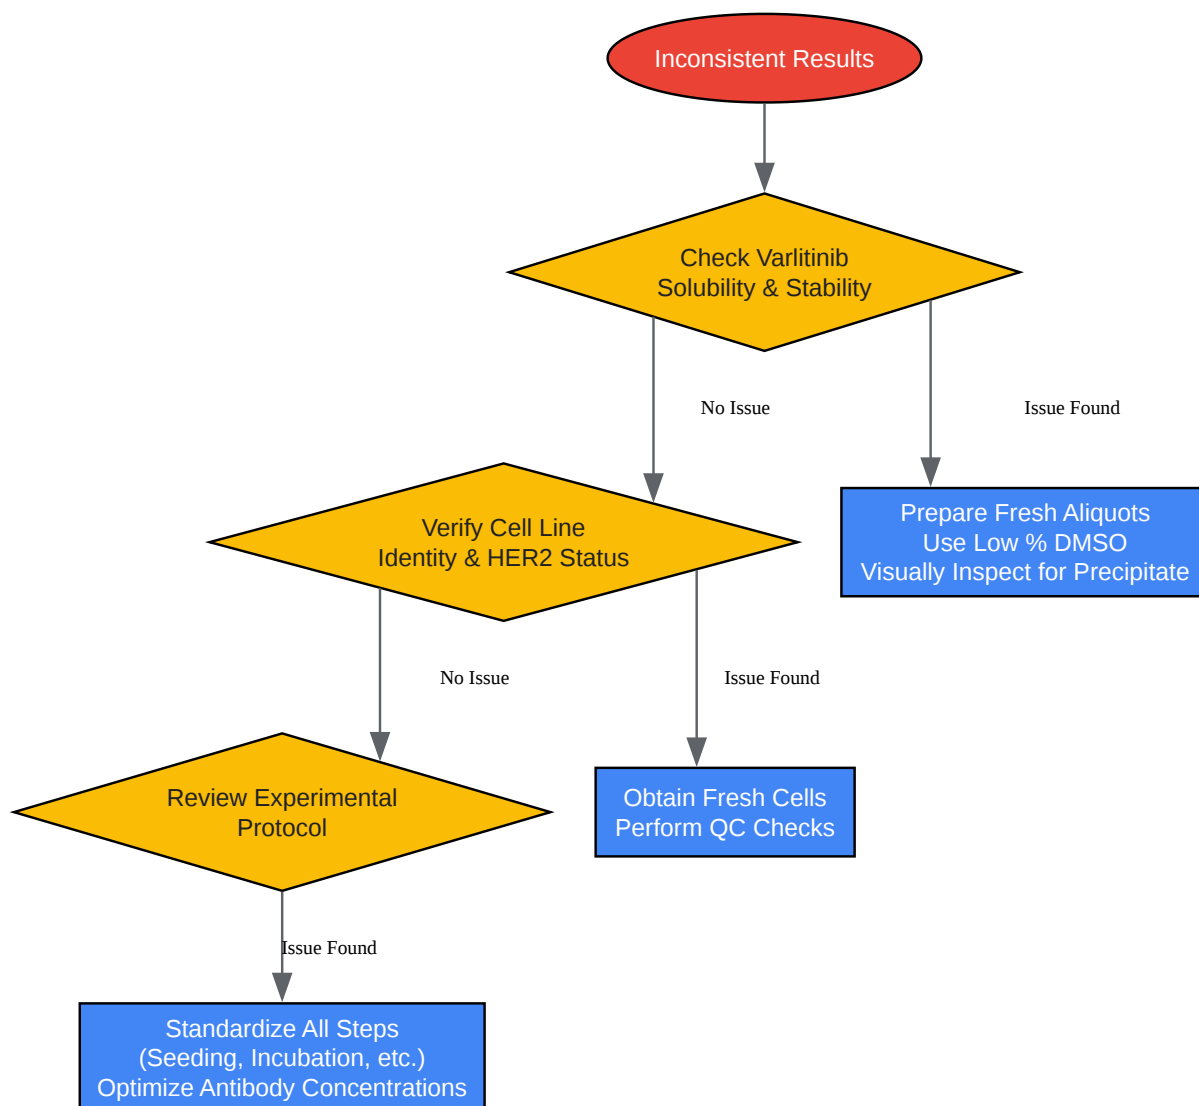 Inconsistent Results
Check Varlitinib
Solubility & Stability
No Issue
Issue Found
Verify Cell Line
Identity & HER2 Status
Prepare Fresh Aliquots
Use Low % DMSO
Visually Inspect for Precipitate
No Issue
Issue Found
Review Experimental
Protocol
Obtain Fresh Cells
Perform QC Checks
Issue Found
Standardize All Steps
(Seeding, Incubation, etc.)
Optimize Antibody Concentrations